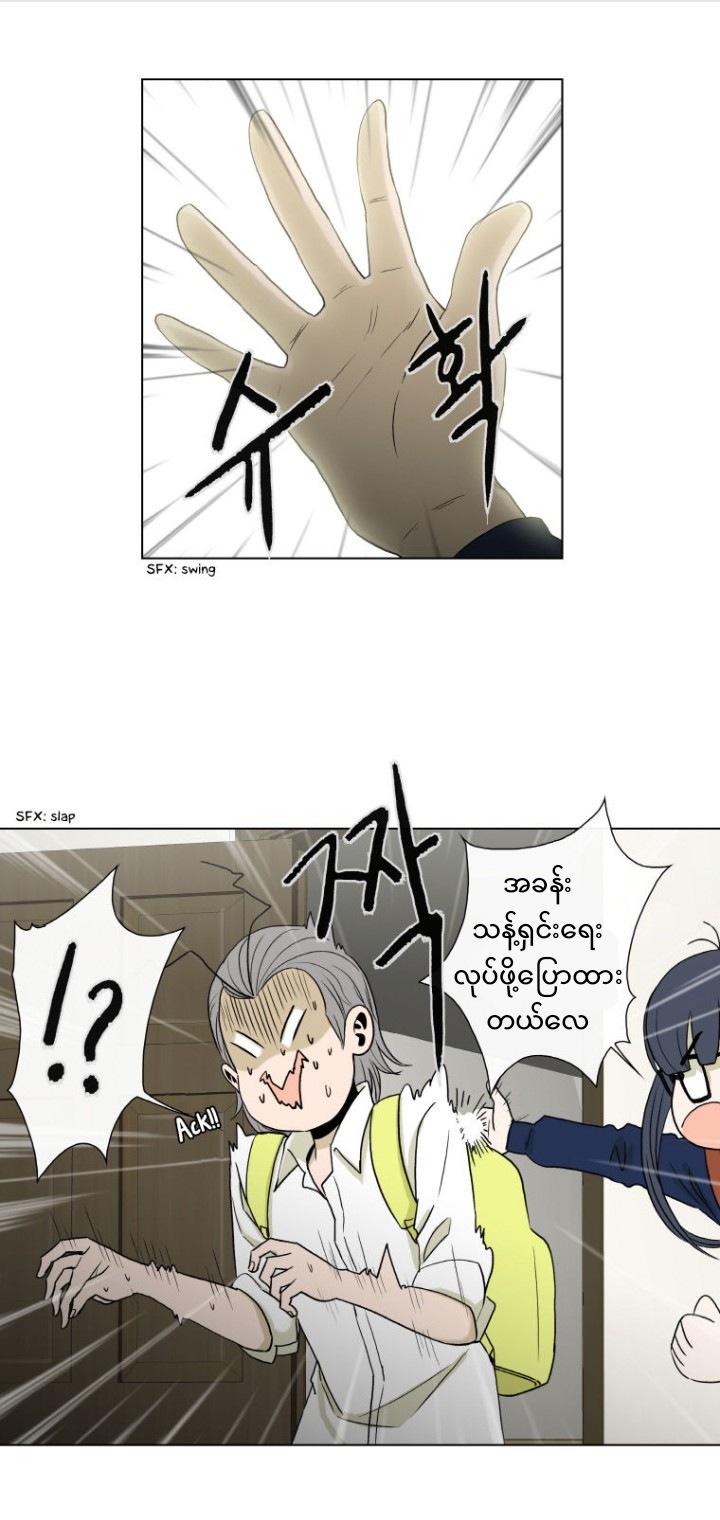 슈 확
SFX: swing
SFX: slap
짝
အခန်း
သန့်ရှင်းရေး
လုပ်ဖို့ပြောထား
တယ်လေ
!?
Ack!!